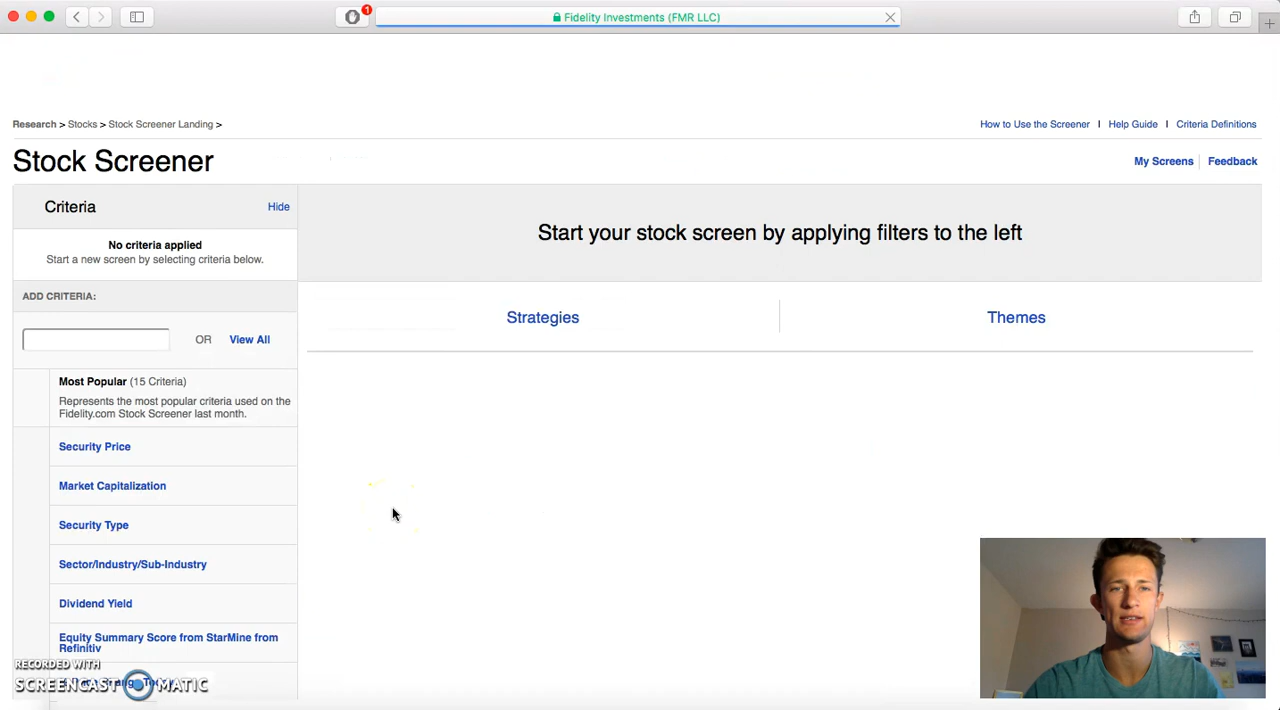 1
Fidelity Investments (FMR LLC)
Research > Stocks > Stock Screener Landing >
How to Use the Screener | Help Guide | Criteria Definitions
Stock Screener
My Screens | Feedback
Criteria
Hide
No criteria applied
Start a new screen by selecting criteria below.
Start your stock screen by applying filters to the left
ADD CRITERIA:
Strategies
Themes
OR View All
Most Popular (15 Criteria)
Represents the most popular criteria used on the
Fidelity.com Stock Screener last month.
Security Price
Market Capitalization
Security Type
Sector/Industry/Sub-Industry
Dividend Yield
Equity Summary Score from StarMine from
Refinitiv
RECORDED WITH
SCREENCAST MATIC